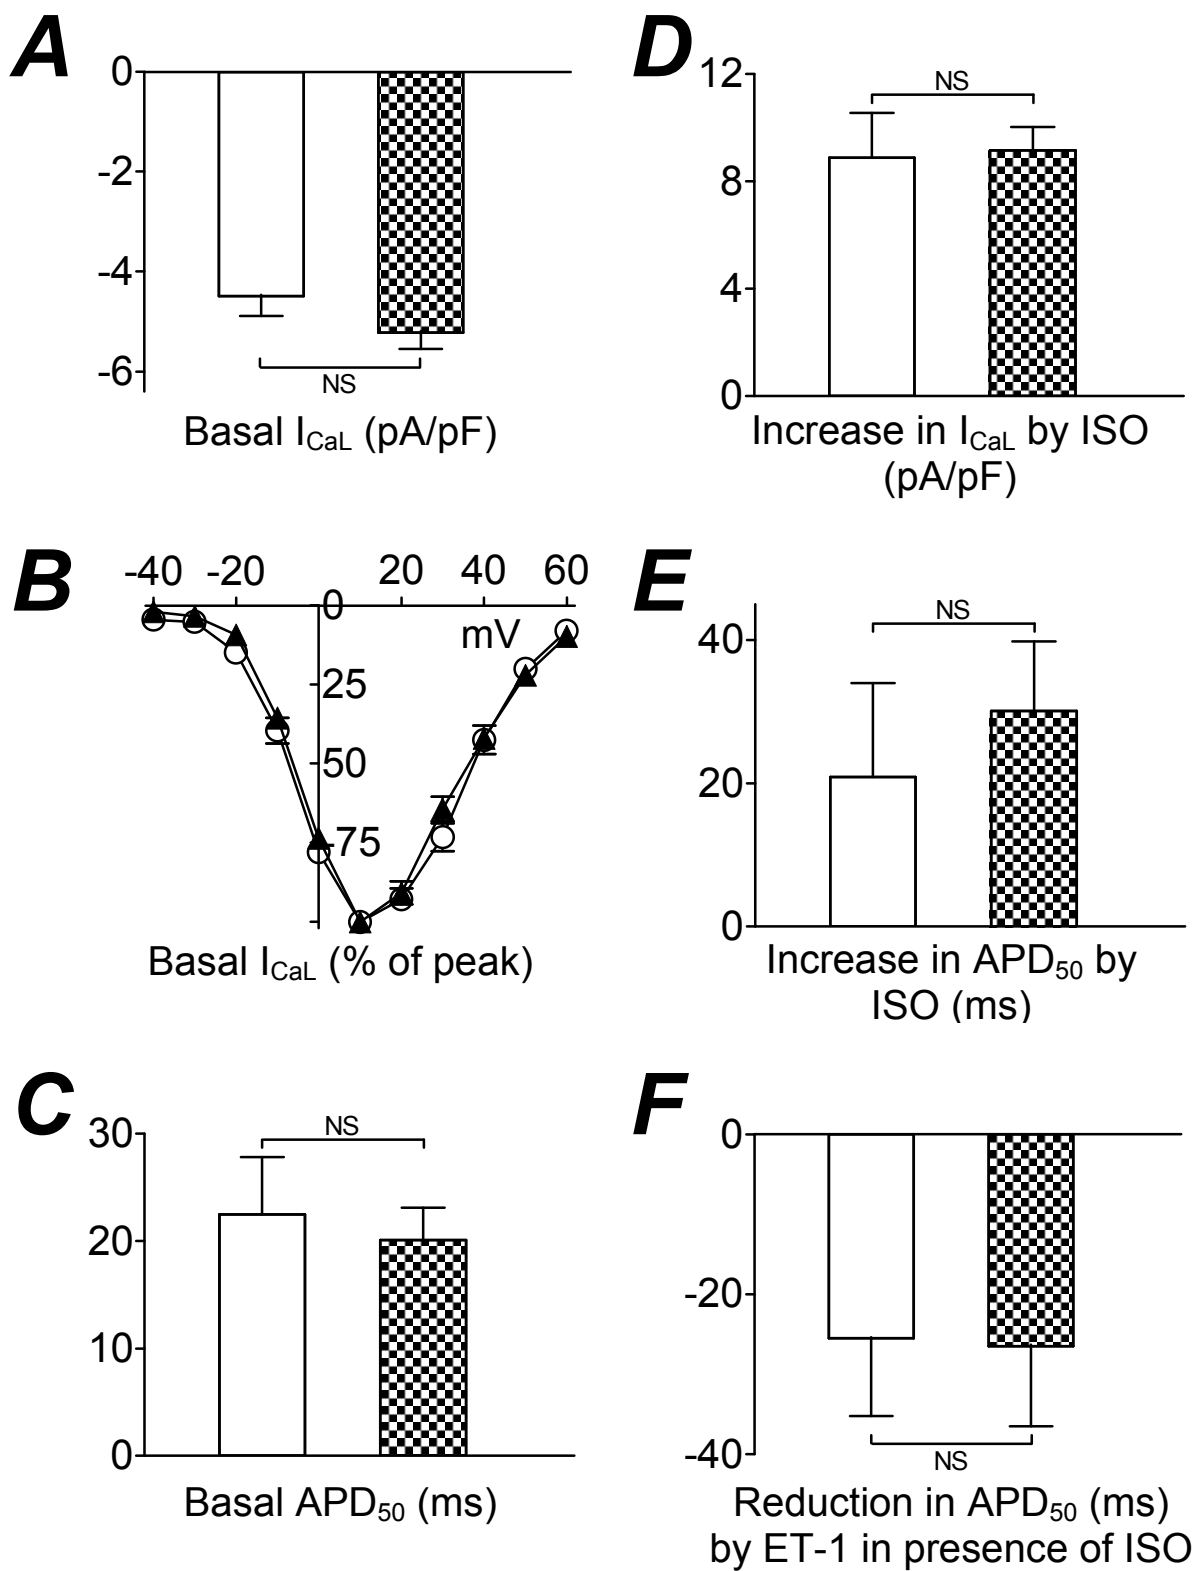 A
0
-2
-4
-6
NS
Basal I_CaL (pA/pF)
B
-40 -20 20 40 60
0
mV
25
50
75
Basal I_CaL (% of peak)
C
30
20
10
0
NS
Basal APD₅₀ (ms)
D
12
8
4
0
NS
Increase in I_CaL by ISO
(pA/pF)
E
40
20
0
NS
Increase in APD₅₀ by
ISO (ms)
F
0
-20
-40
NS
Reduction in APD₅₀ (ms)
by ET-1 in presence of ISO